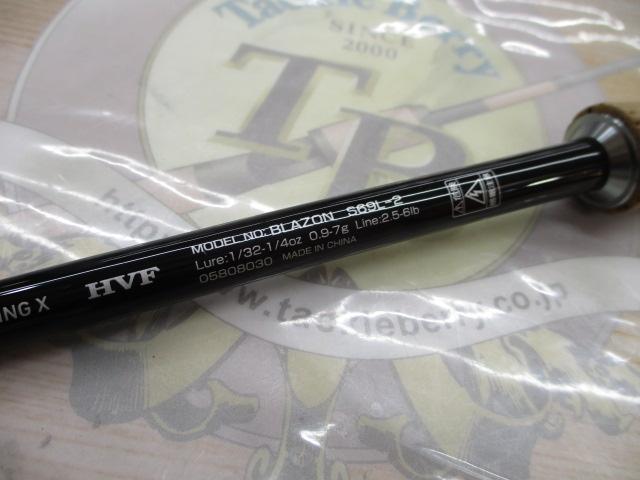 Tackle Berry
SINCE
2000
TB
MODEL NO:BLAZON S69L-2
Lure:1/32-1/4oz 0.9-7g Line:2.5-6lb
05808030 MADE IN CHINA
HVF
ING X
http
www.tackleberry.co.jp